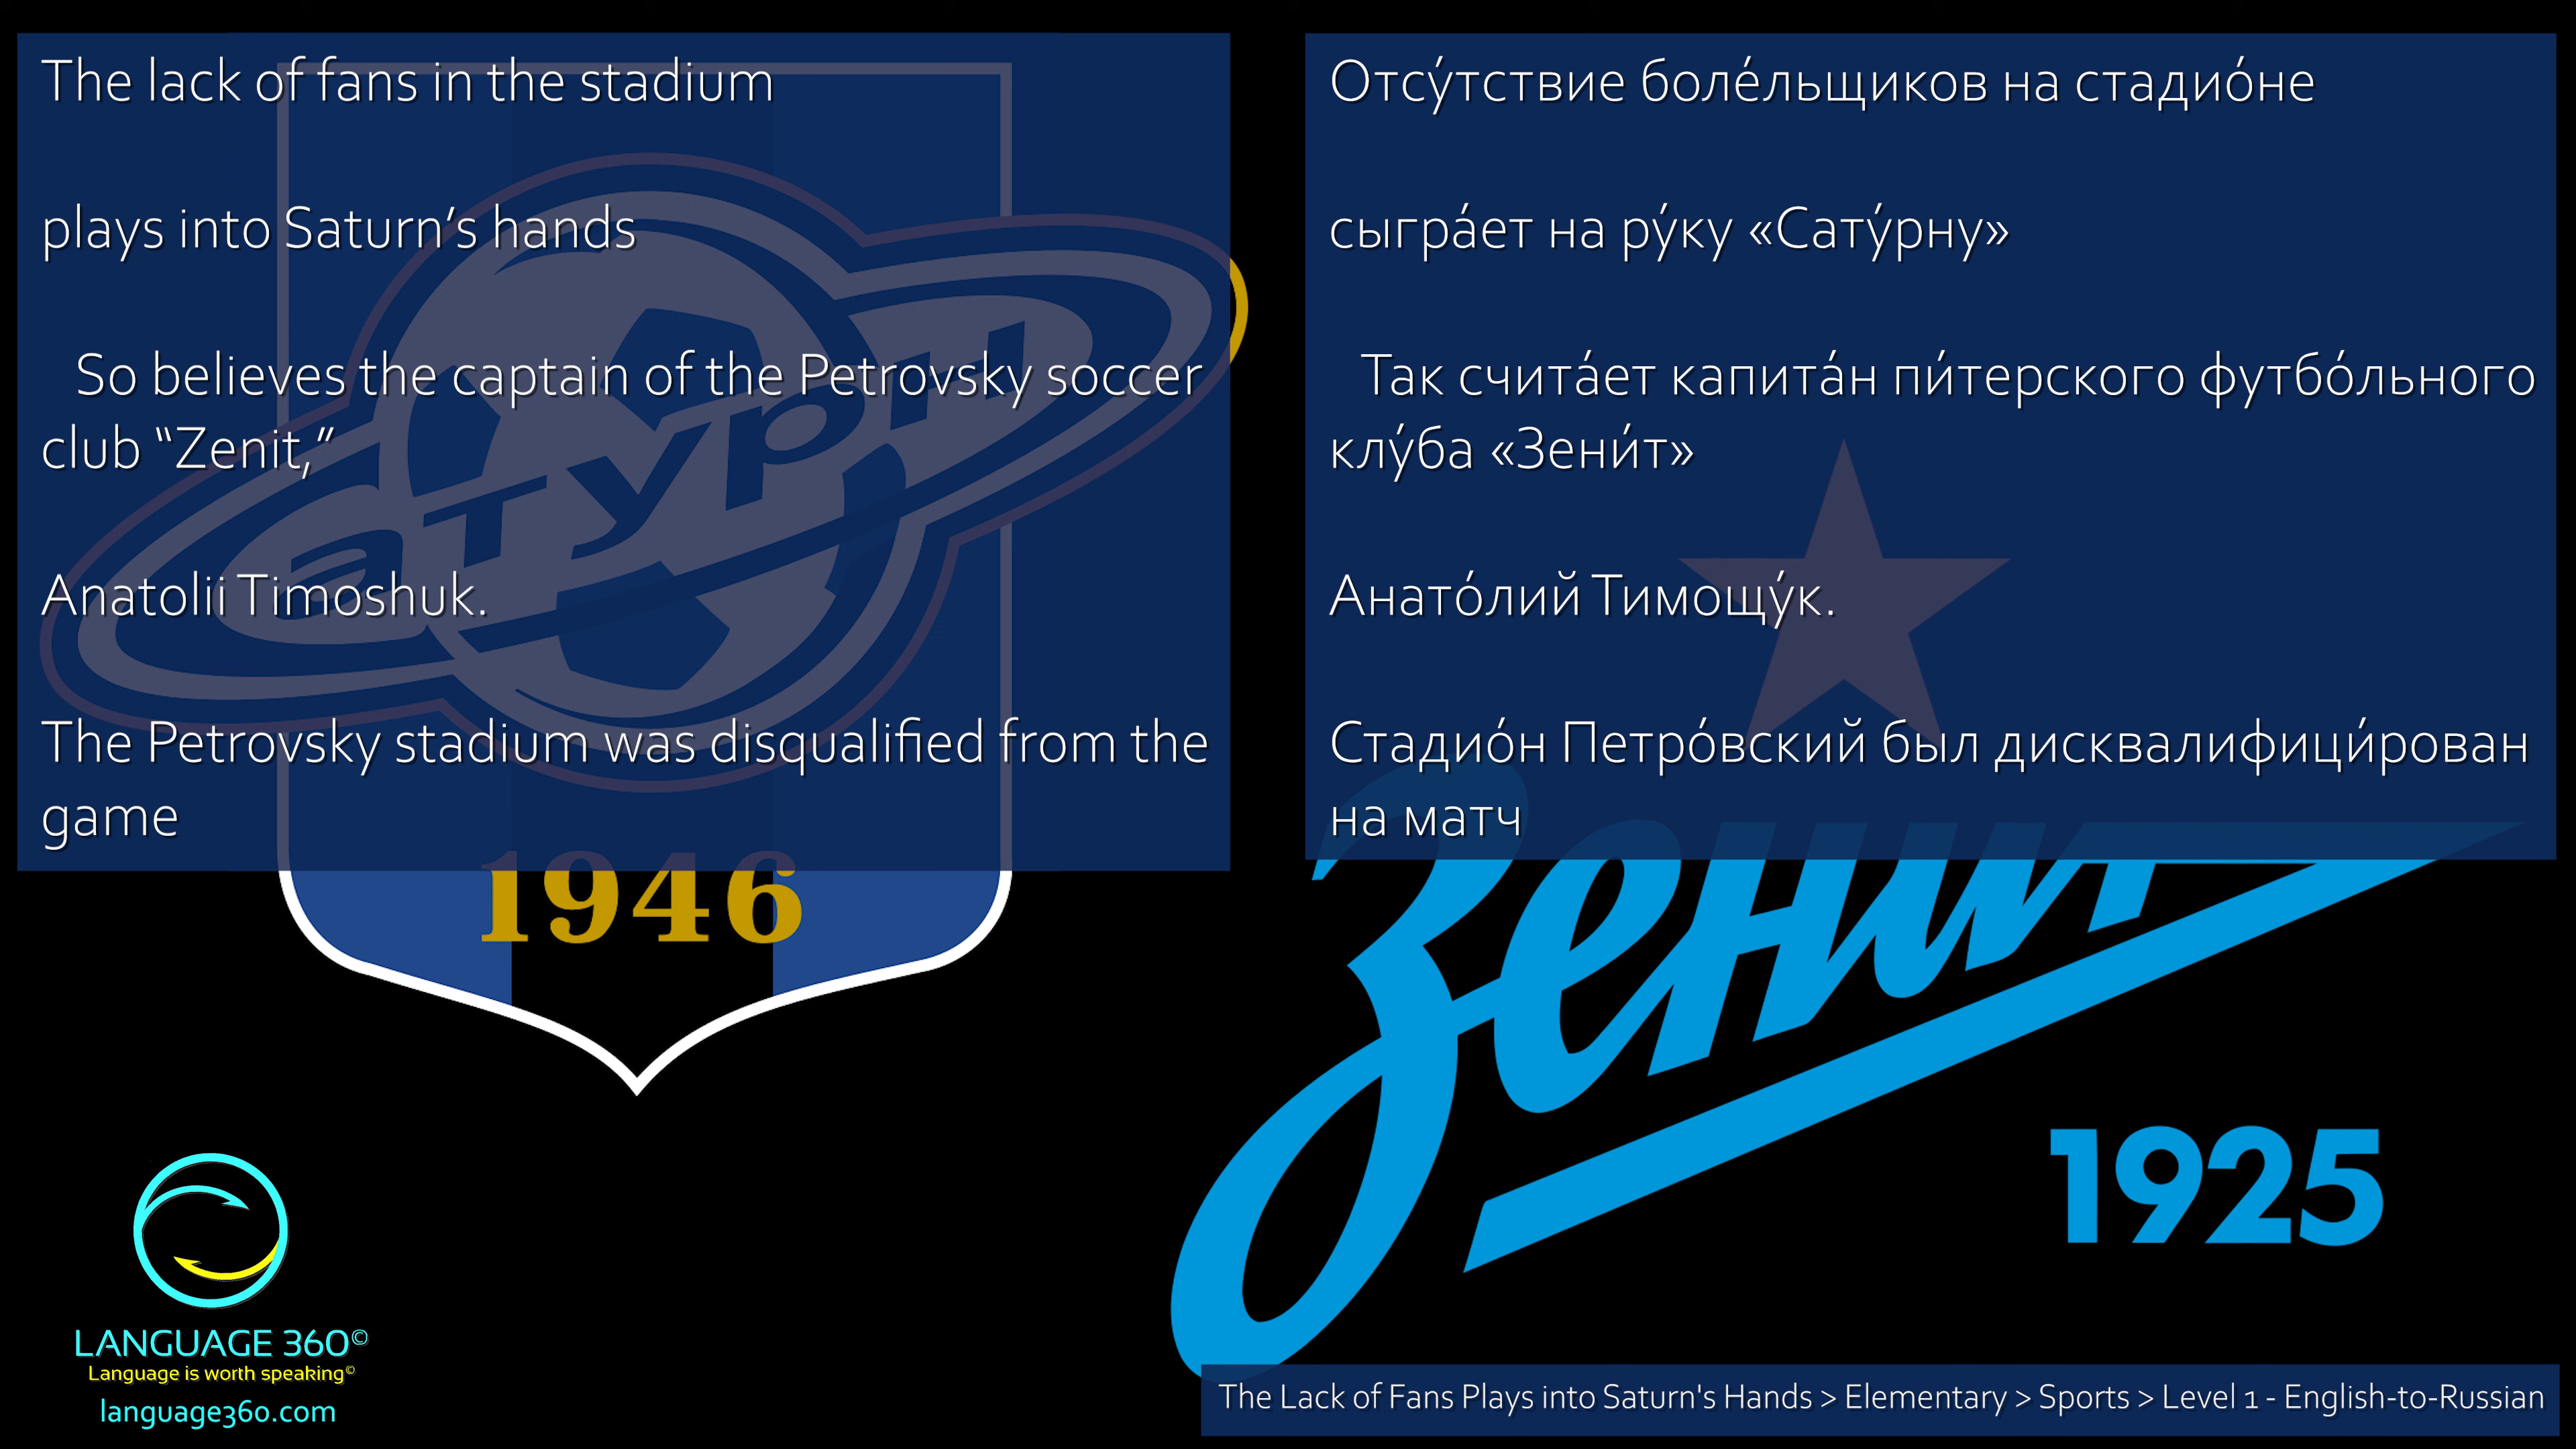 The lack of fans in the stadium
plays into Saturn’s hands
So believes the captain of the Petrovsky soccer
club “Zenit,”
Anatolii Timoshuk.
The Petrovsky stadium was disqualified from the
game
Отсу́тствие боле́льщиков на стадио́не
сыгра́ет на ру́ку «Сату́рну»
Так счита́ет капита́н пи́терского футбо́льного
клу́ба «Зени́т»
Анато́лий Тимощу́к.
Стадио́н Петро́вский был дисквалифици́рован
на матч
атурн
1946
Зенит
1925
LANGUAGE 360©
Language is worth speaking©
language360.com
The Lack of Fans Plays into Saturn's Hands > Elementary > Sports > Level 1 - English-to-Russian